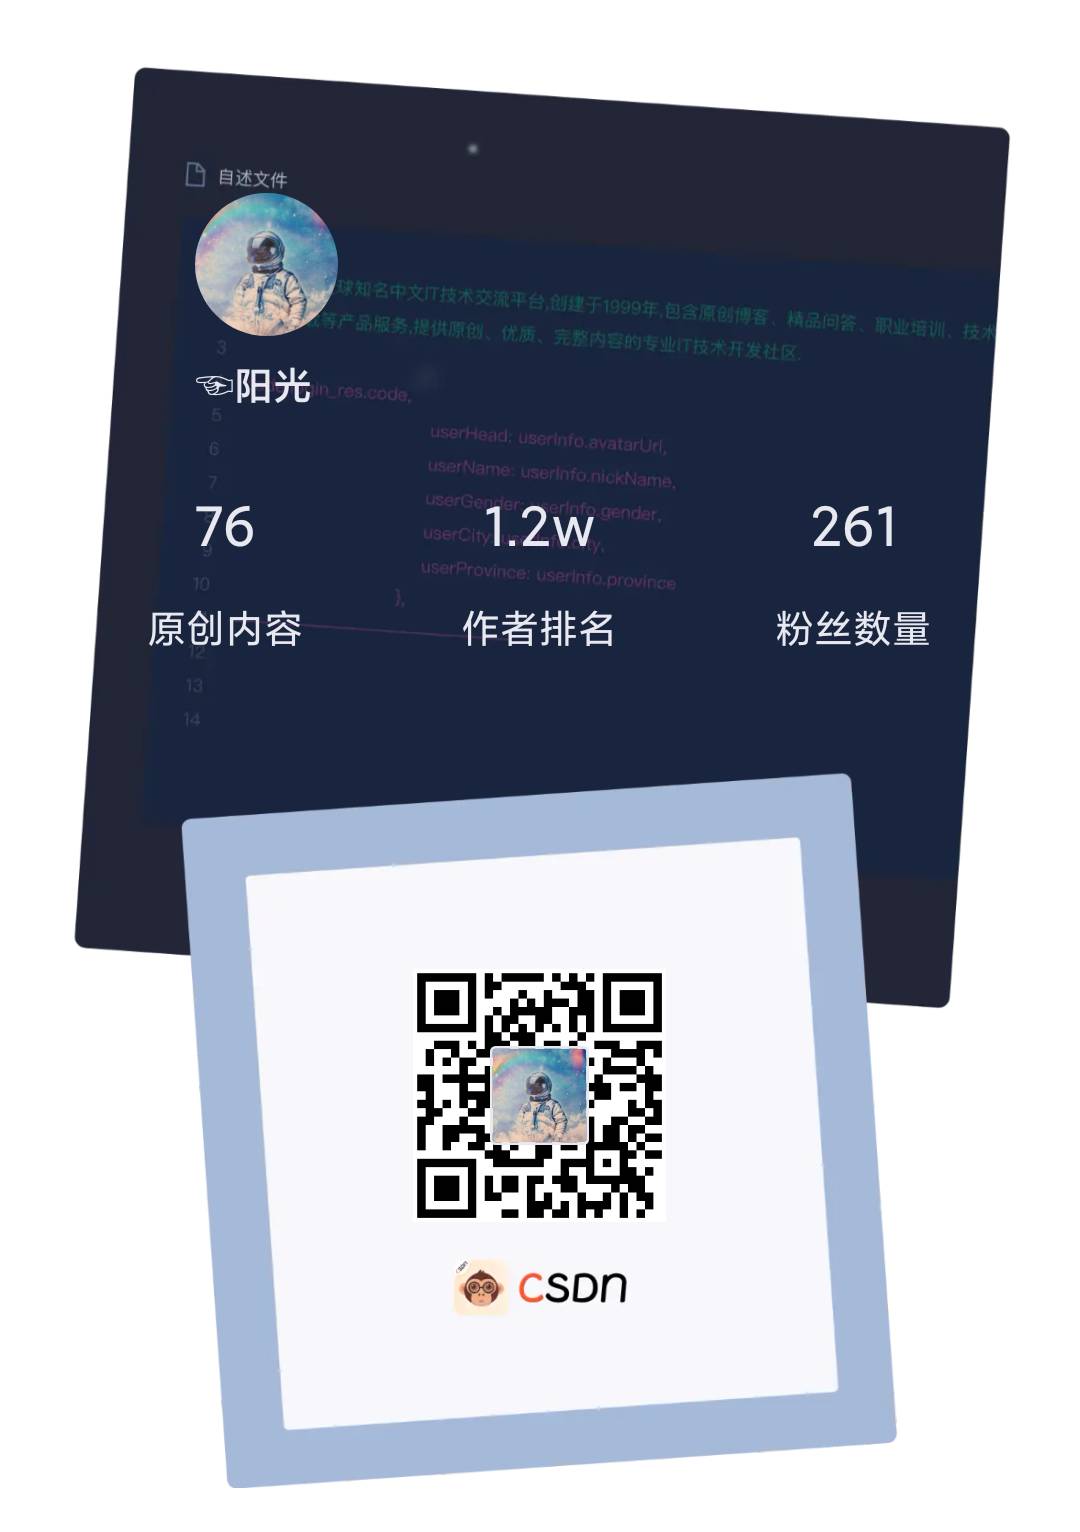 自述文件
球知名中文IT技术交流平台,创建于1999年,包含原创博客、精品问答、职业培训、技术
等产品服务,提供原创、优质、完整内容的专业IT技术开发社区.
3
☜阳光
gin_res.code,
5
userHead: userInfo.avatarUrl,
6
userName: userInfo.nickName,
7
userGender: userInfo.gender,
76
1.2w
261
9
userCity: userInfo.city,
10
userProvince: userInfo.province
},
原创内容
作者排名
粉丝数量
12
13
14
CSDN
CSDN